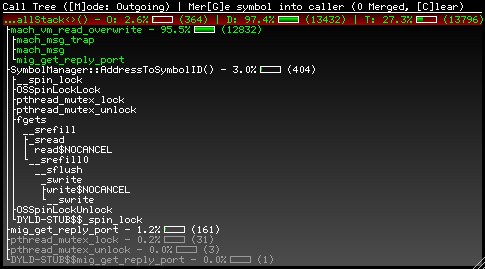 Call Tree ([M]ode: Outgoing) | Mer[G]e symbol into caller (0 Merged, [C]lear)
...allStack<>() - O: 2.6% (364) | D: 97.4% (13432) | T: 27.3% (13796)
mach_vm_read_overwrite - 95.5% (12832)
mach_msg_trap
mach_msg
mig_get_reply_port
SymbolManager::AddressToSymbolID() - 3.0% (404)
__spin_lock
OSSpinLockLock
pthread_mutex_lock
pthread_mutex_unlock
fgets
__srefill
_sread
read$NOCANCEL
__srefill0
__sflush
_swrite
write$NOCANCEL
__swrite
OSSpinLockUnlock
DYLD-STUB$$_spin_lock
mig_get_reply_port - 1.2% (161)
pthread_mutex_lock - 0.2% (31)
pthread_mutex_unlock - 0.0% (3)
DYLD-STUB$$mig_get_reply_port - 0.0% (1)